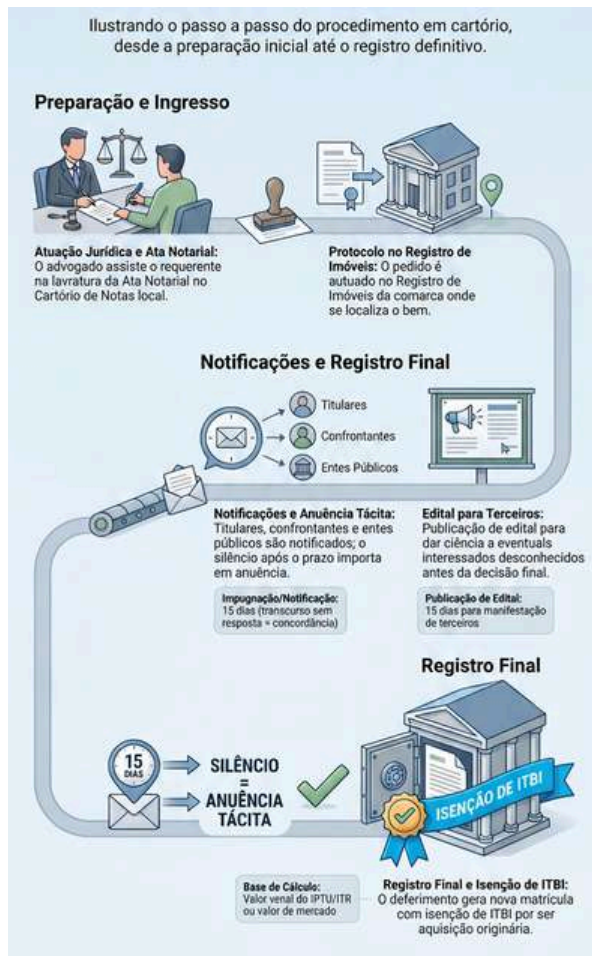 Ilustrando o passo a passo do procedimento em cartório,
desde a preparação inicial até o registro definitivo.
Preparação e Ingresso
Atuação Jurídica e Ata Notarial:
O advogado assiste o requerente
na lavratura da Ata Notarial no
Cartório de Notas local.
Protocolo no Registro de
Imóveis: O pedido é
autuado no Registro de
Imóveis da comarca onde
se localiza o bem.
Notificações e Registro Final
Titulares
Confrontantes
Entes Públicos
Notificações e Anuência Tácita:
Titulares, confrontantes e entes
públicos são notificados; o
silêncio após o prazo importa
em anuência.
Impugnação/Notificação:
15 dias (transcurso sem
resposta = concordância)
Edital para Terceiros:
Publicação de edital para
dar ciência a eventuais
interessados desconhecidos
antes da decisão final.
Publicação de Edital:
15 dias para manifestação
de terceiros
Registro Final
15
DIAS
SILÊNCIO
=
ANUÊNCIA
TÁCITA
ISENÇÃO DE ITBI
Base de Cálculo:
Valor venal do IPTU/ITR
ou valor de mercado
Registro Final e Isenção de ITBI:
O deferimento gera nova matrícula
com isenção de ITBI por ser
aquisição originária.